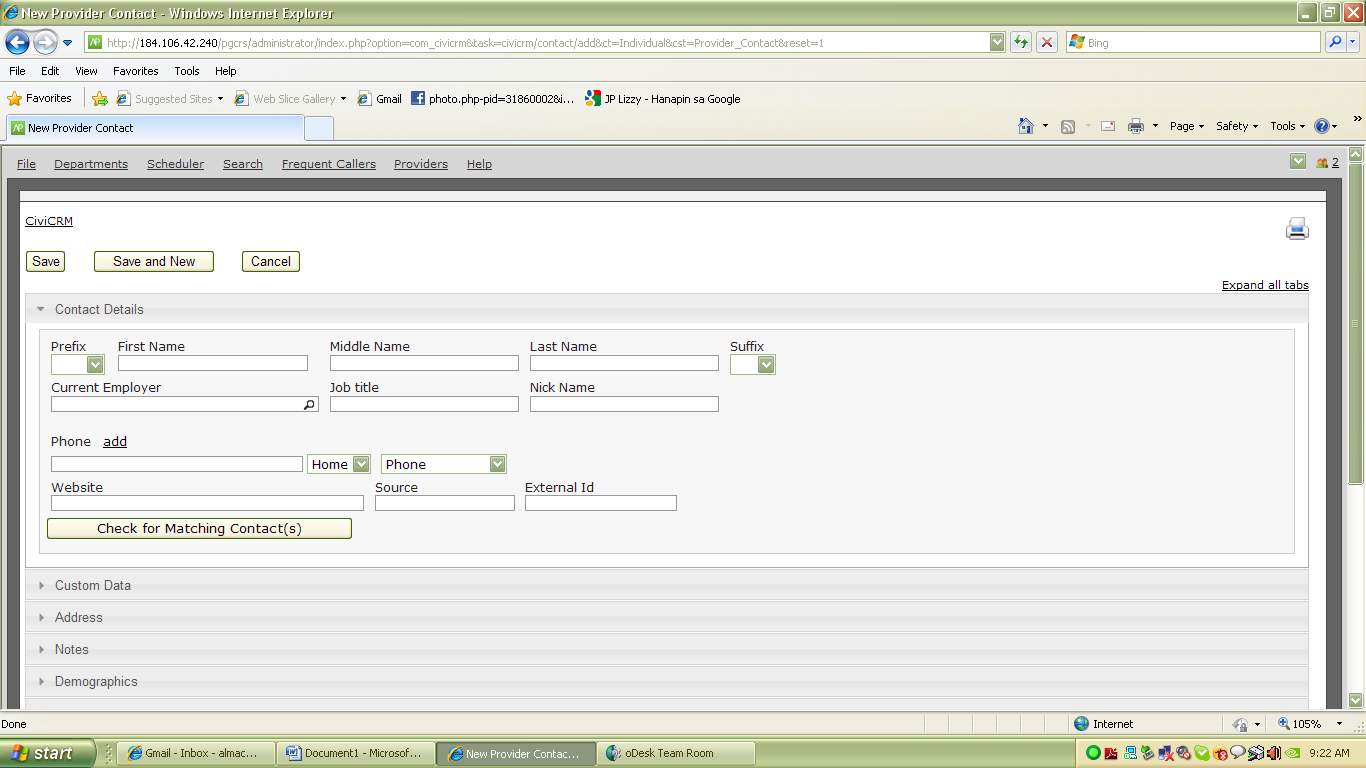 New Provider Contact - Windows Internet Explorer
http://184.106.42.240/pgcrs/administrator/index.php?option=com_civicrm&task=civicrm/contact/add&ct=Individual&cst=Provider_Contact&reset=1
Bing
File Edit View Favorites Tools Help
Favorites Suggested Sites Web Slice Gallery Gmail photo.php-pid=31860002&i... JP Lizzy - Hanapin sa Google
New Provider Contact
Page Safety Tools
File Departments Scheduler Search Frequent Callers Providers Help 2
CiviCRM
Save Save and New Cancel
Expand all tabs
Contact Details
Prefix First Name Middle Name Last Name Suffix
Current Employer Job title Nick Name
Phone add
Home Phone
Website Source External Id
Check for Matching Contact(s)
Custom Data
Address
Notes
Demographics
Done Internet 105%
start Gmail - Inbox - almac... Document1 - Microsof... New Provider Contac... oDesk Team Room 9:22 AM